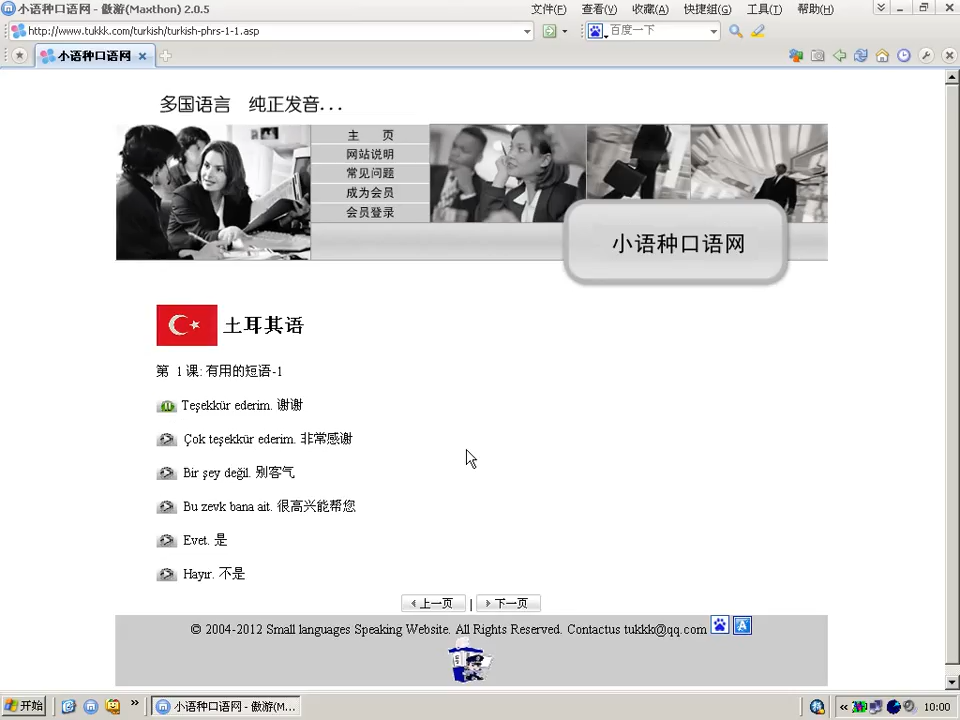 小语种口语网 - 傲游(Maxthon) 2.0.5
文件(F) 查看(V) 收藏(A) 快捷组(G) 工具(T) 帮助(H)
http://www.tukkk.com/turkish/turkish-phrs-1-1.asp
百度一下
小语种口语网
多国语言 纯正发音...
主 页
网站说明
常见问题
成为会员
会员登录
小语种口语网
土耳其语
第 1 课: 有用的短语-1
Teşekkür ederim. 谢谢
Çok teşekkür ederim. 非常感谢
Bir şey değil. 别客气
Bu zevk bana ait. 很高兴能帮您
Evet. 是
Hayır. 不是
上一页 | 下一页
© 2004-2012 Small languages Speaking Website. All Rights Reserved. Contactus tukkk@qq.com
开始 小语种口语网 - 傲游(M... 10:00